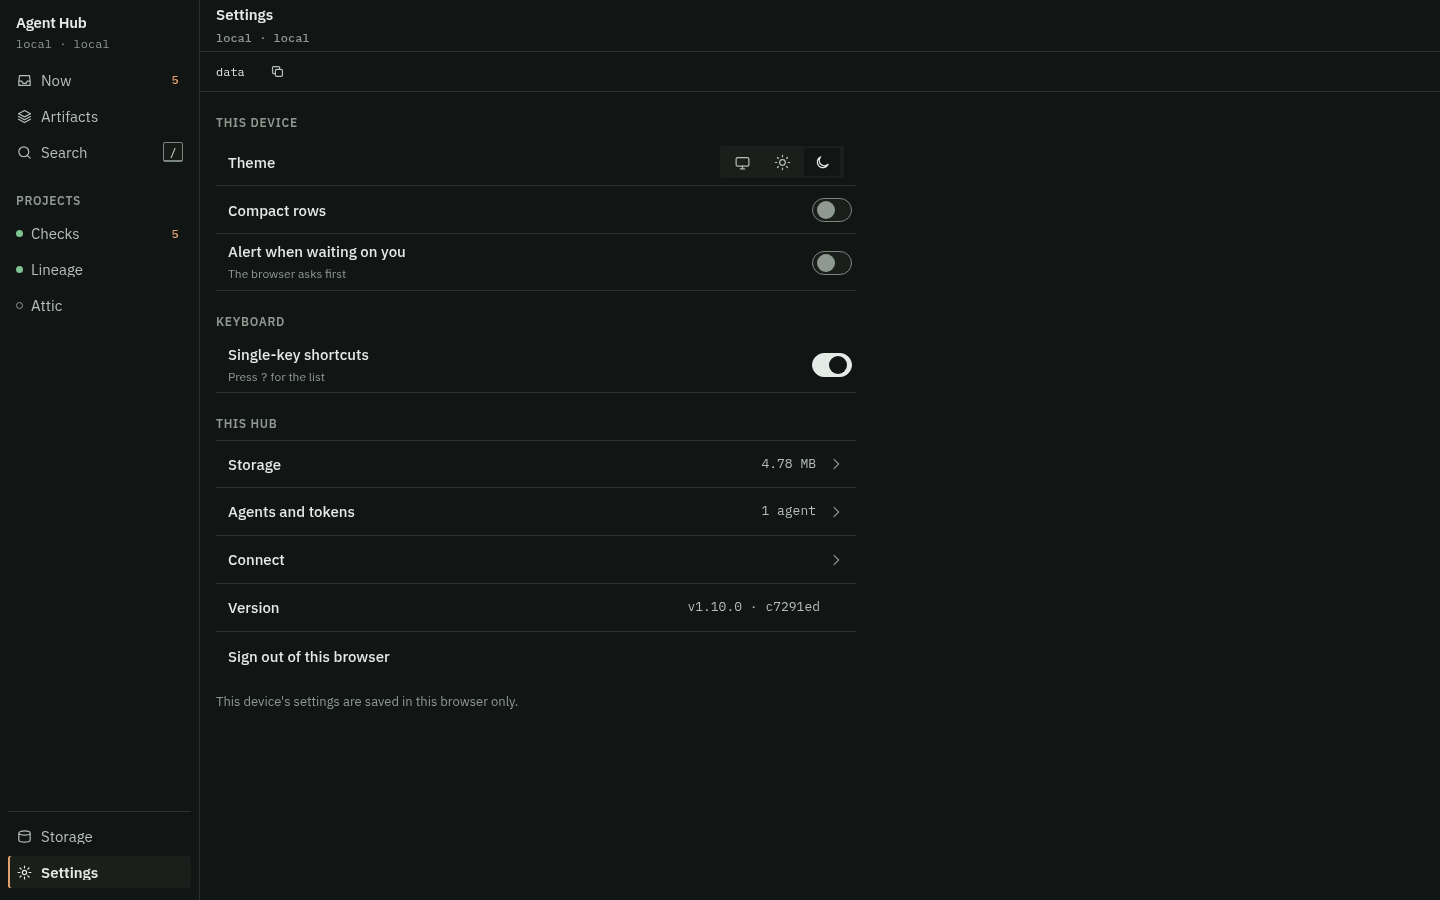 Agent Hub
local · local
Now 5
Artifacts
Search /
PROJECTS
Checks 5
Lineage
Attic
Storage
Settings
Settings
local · local
data
THIS DEVICE
Theme
Compact rows
Alert when waiting on you
The browser asks first
KEYBOARD
Single-key shortcuts
Press ? for the list
THIS HUB
Storage 4.78 MB
Agents and tokens 1 agent
Connect
Version v1.10.0 · c7291ed
Sign out of this browser
This device's settings are saved in this browser only.